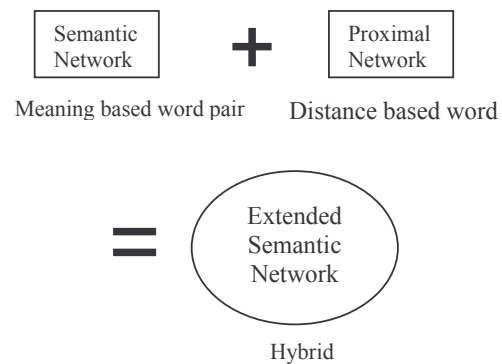 Semantic
Network
+
Proximal
Network
Meaning based word pair
Distance based word
=
Extended
Semantic
Network
Hybrid